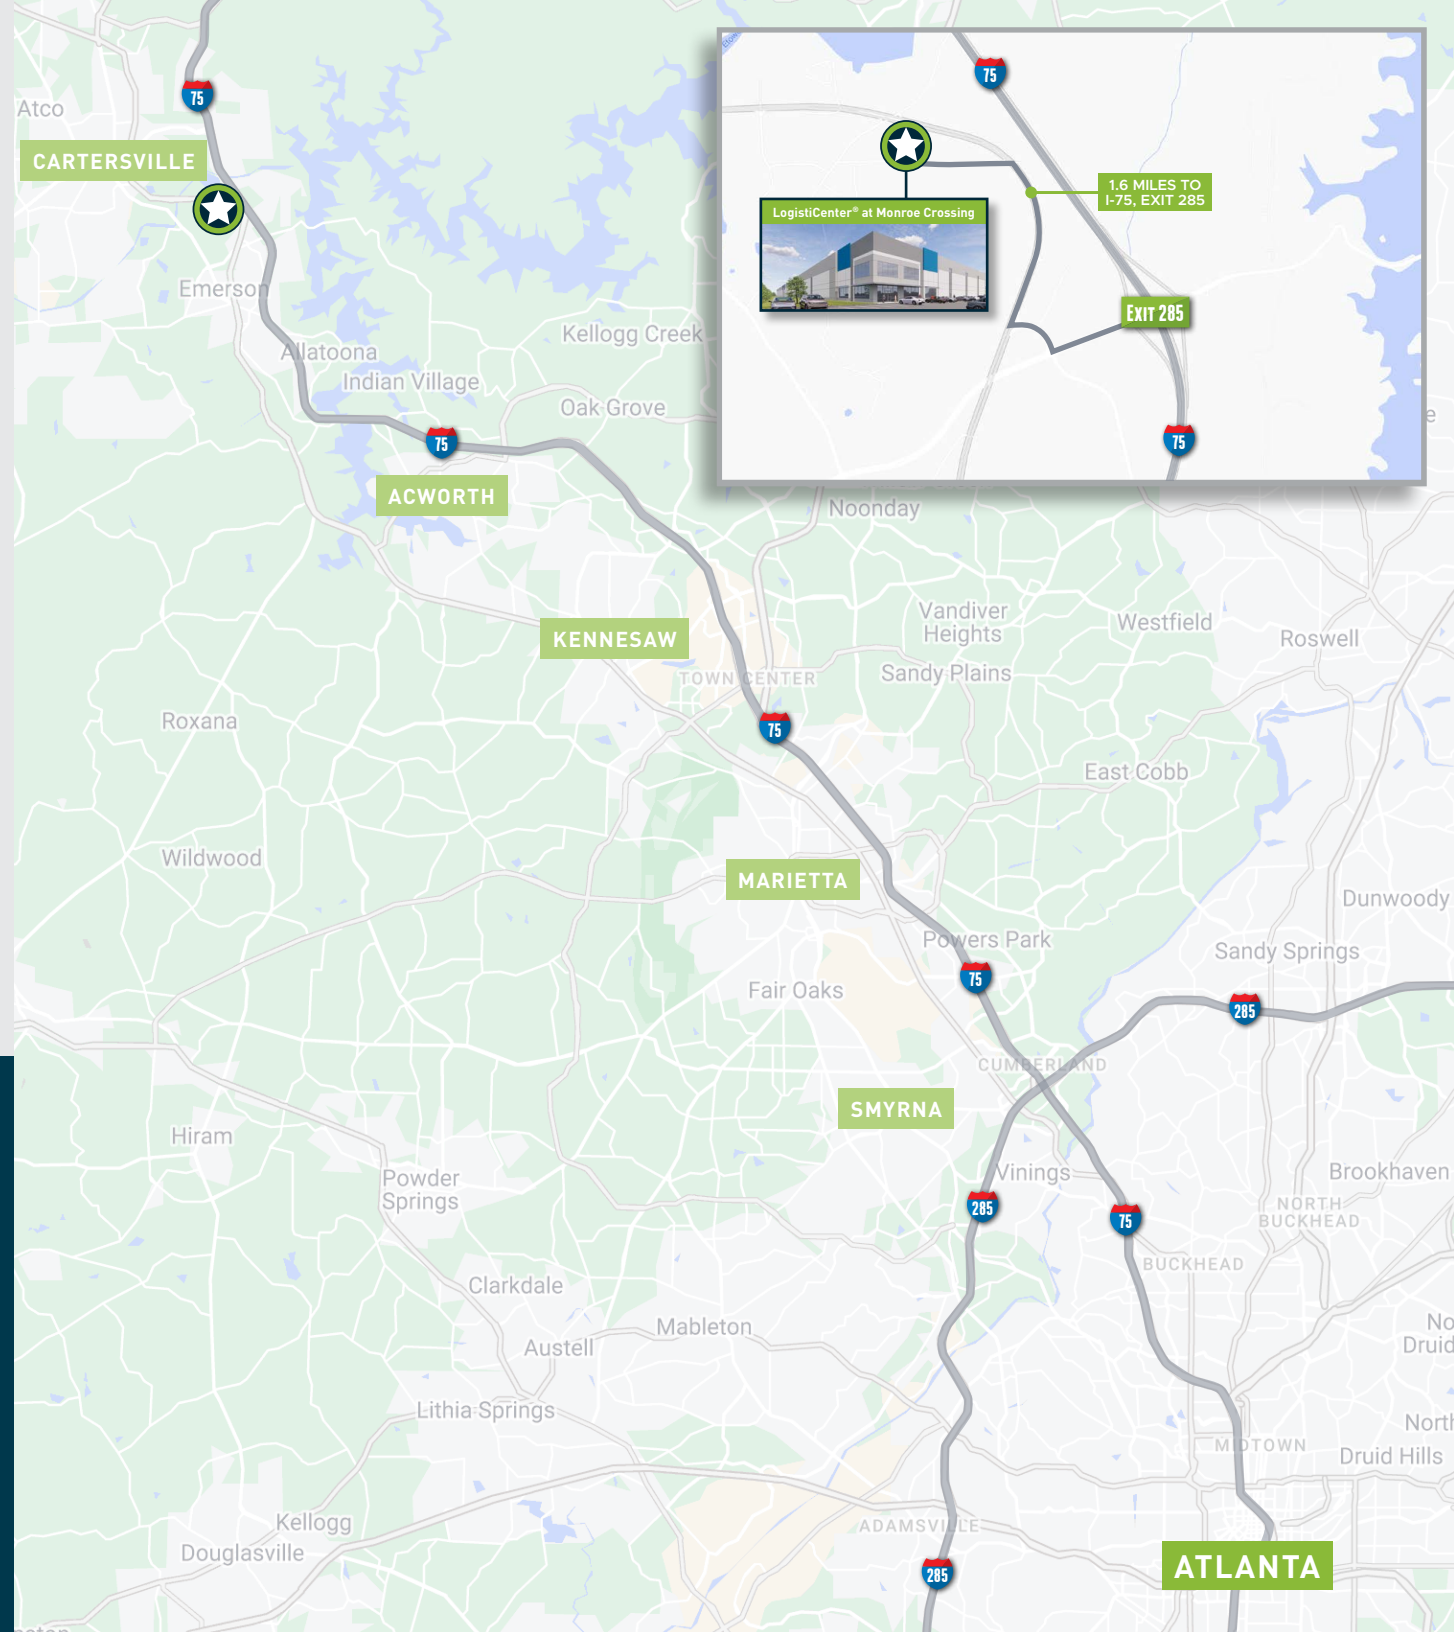 75
Atco
CARTERSVILLE
Emerson
Allatoona
Indian Village
Kellogg Creek
Oak Grove
75
ACWORTH
75
LogistiCenter® at Monroe Crossing
1.6 MILES TO
I-75, EXIT 285
EXIT 285
75
e
Noonday
KENNESAW
Vandiver
Heights
Westfield
Roswell
TOWN CENTER
Sandy Plains
Roxana
75
East Cobb
Wildwood
MARIETTA
Dunwoody
Powers Park
Sandy Springs
75
Fair Oaks
285
CUMBERLAND
SMYRNA
Hiram
Powder
Springs
Vinings
Brookhaven
285
75
NORTH
BUCKHEAD
BUCKHEAD
Clarkdale
Mableton
Austell
No
Druid
Lithia Springs
North
MIDTOWN
Druid Hills
Kellogg
Douglasville
ADAMSVILLE
285
ATLANTA